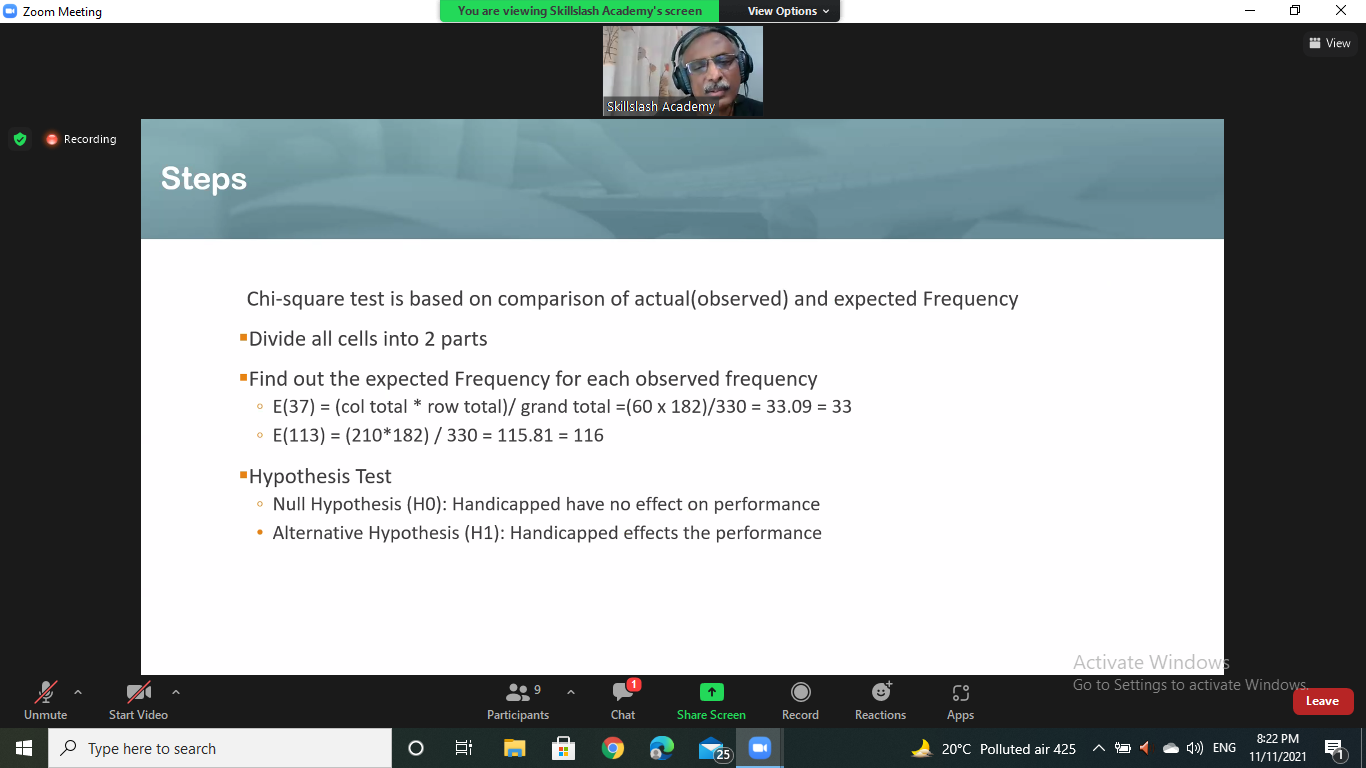 Zoom Meeting
You are viewing Skillslash Academy's screen
View Options
View
Skillslash Academy
Recording
Steps
Chi-square test is based on comparison of actual(observed) and expected Frequency
Divide all cells into 2 parts
Find out the expected Frequency for each observed frequency
E(37) = (col total * row total)/ grand total =(60 x 182)/330 = 33.09 = 33
E(113) = (210*182) / 330 = 115.81 = 116
Hypothesis Test
Null Hypothesis (H0): Handicapped have no effect on performance
Alternative Hypothesis (H1): Handicapped effects the performance
Activate Windows
Go to Settings to activate Windows.
Unmute
Start Video
9
Participants
1
Chat
Share Screen
Record
Reactions
Apps
Leave
Type here to search
25
20°C Polluted air 425
ENG
8:22 PM
11/11/2021
1